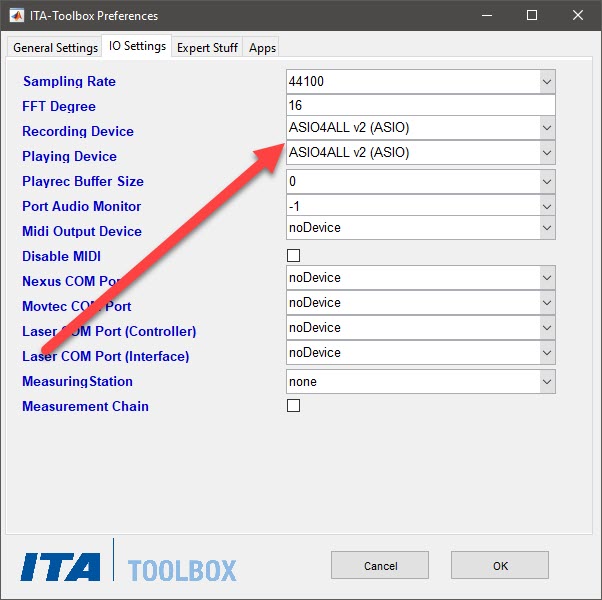 ITA-Toolbox Preferences
General Settings IO Settings Expert Stuff Apps
Sampling Rate 44100
FFT Degree 16
Recording Device ASIO4ALL v2 (ASIO)
Playing Device ASIO4ALL v2 (ASIO)
Playrec Buffer Size 0
Port Audio Monitor -1
Midi Output Device noDevice
Disable MIDI
Nexus COM Port noDevice
Movtec COM Port noDevice
Laser COM Port (Controller) noDevice
Laser COM Port (Interface) noDevice
MeasuringStation none
Measurement Chain
ITA TOOLBOX Cancel OK